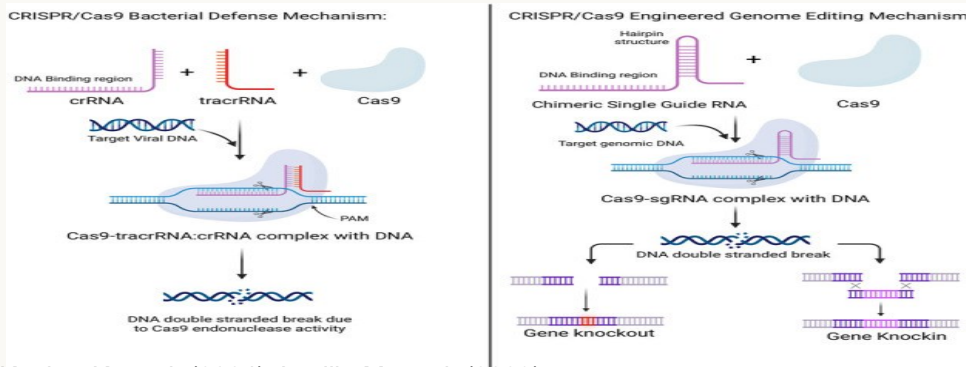 CRISPR/Cas9 Bacterial Defense Mechanism:
DNA Binding region
crRNA
+
tracrRNA
+
Cas9
Target Viral DNA
PAM
Cas9-tracrRNA:crRNA complex with DNA
DNA double stranded break due
to Cas9 endonuclease activity
CRISPR/Cas9 Engineered Genome Editing Mechanism
Hairpin
structure
DNA Binding region
+
Chimeric Single Guide RNA
Cas9
Target genomic DNA
Cas9-sgRNA complex with DNA
DNA double stranded break
Gene knockout
Gene Knockin